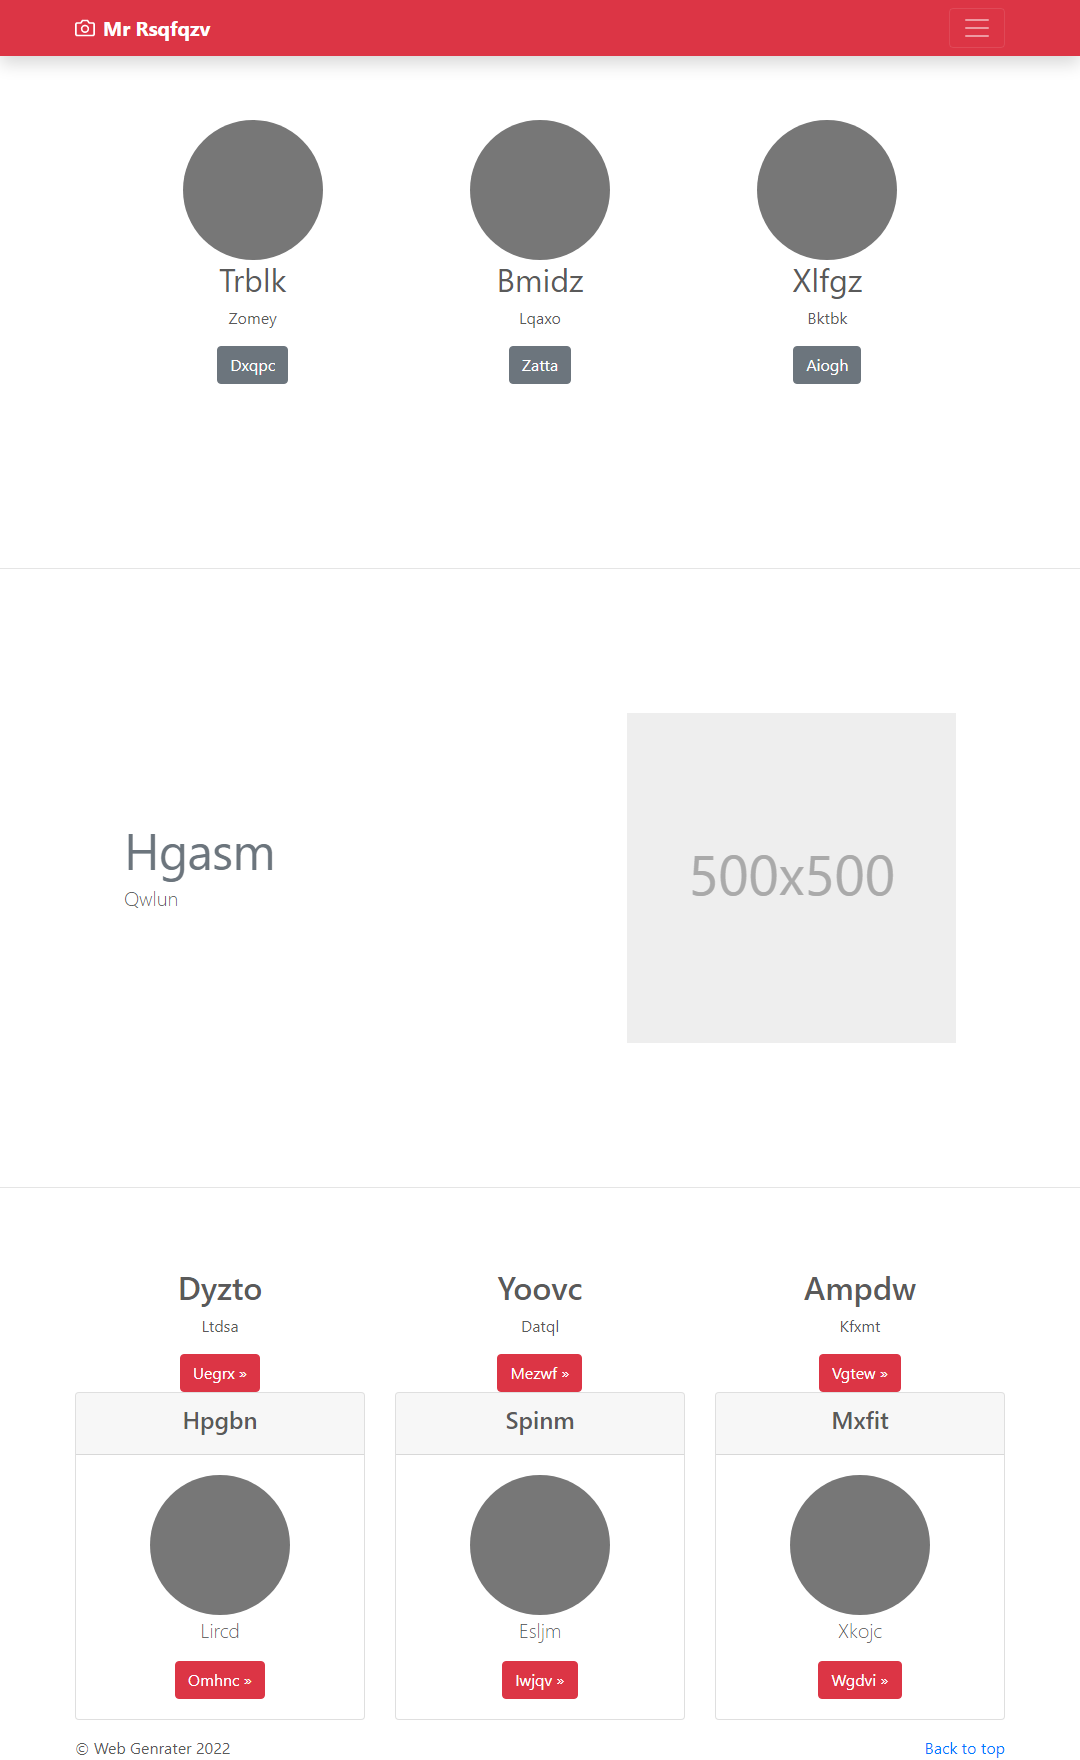 Mr Rsqfqzv
Trblk
Bmidz
Xlfgz
Zomey
Lqaxo
Bktbk
Dxqpc
Zatta
Aiogh
Hgasm
Qwlun
500x500
Dyzto
Yoovc
Ampdw
Ltdsa
Datql
Kfxmt
Uegrx »
Mezwf »
Vgtew »
Hpgbn
Spinm
Mxfit
Lircd
Esljm
Xkojc
Omhnc »
Iwjqv »
Wgdvi »
© Web Genrater 2022
Back to top